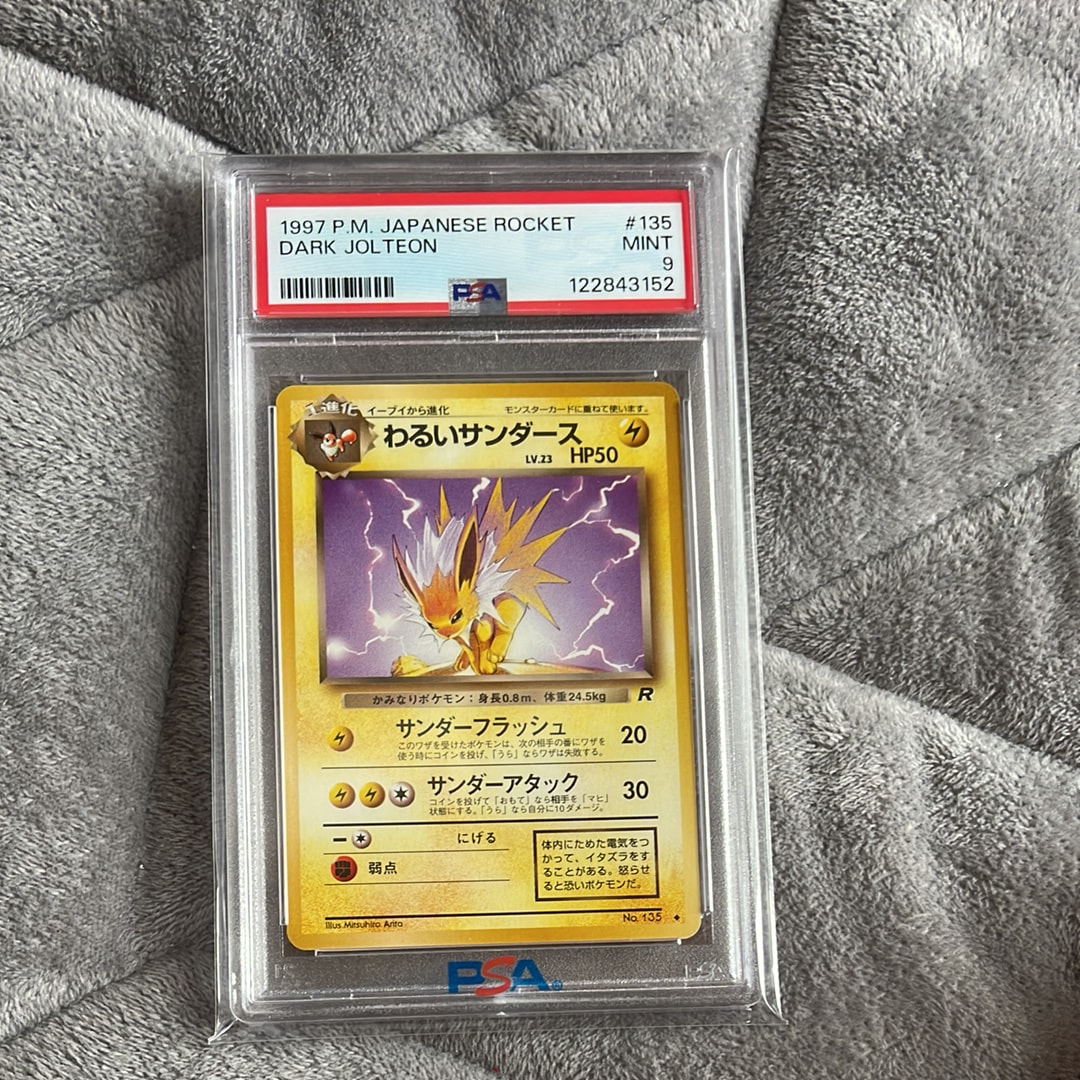 1997 P.M. JAPANESE ROCKET #135
DARK JOLTEON MINT
9
PSA 122843152
1進化 イーブイから進化 モンスターカードに重ねて使います。
わるいサンダース
LV.23 HP50
かみなりポケモン：身長0.8m、体重24.5kg R
サンダーフラッシュ 20
このワザを受けたポケモンは、次の相手の番にワザを
使う時にコインを投げ、「うら」ならワザは失敗する。
サンダーアタック 30
コインを投げて「おもて」なら相手を「マヒ」
状態にする。「うら」なら自分に10ダメージ。
にげる
弱点
体内にためた電気をつ
かって、イタズラをす
ることがある。怒らせ
ると恐いポケモンだ。
Illus. Mitsuhiro Arita No. 135
PSA